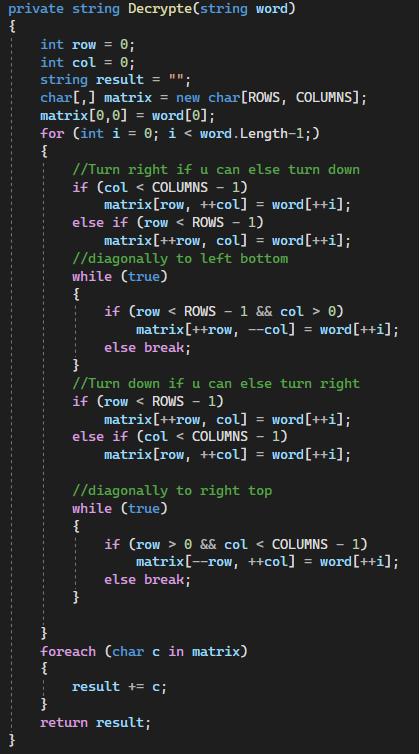 private string Decrypte(string word)
{
    int row = 0;
    int col = 0;
    string result = "";
    char[,] matrix = new char[ROWS, COLUMNS];
    matrix[0,0] = word[0];
    for (int i = 0; i < word.Length-1;)
    {
        //Turn right if u can else turn down
        if (col < COLUMNS - 1)
            matrix[row, ++col] = word[++i];
        else if (row < ROWS - 1)
            matrix[++row, col] = word[++i];
        //diagonally to left bottom
        while (true)
        {
            if (row < ROWS - 1 && col > 0)
                matrix[++row, --col] = word[++i];
            else break;
        }
        //Turn down if u can else turn right
        if (row < ROWS - 1)
            matrix[++row, col] = word[++i];
        else if (col < COLUMNS - 1)
            matrix[row, ++col] = word[++i];

        //diagonally to right top
        while (true)
        {
            if (row > 0 && col < COLUMNS - 1)
                matrix[--row, ++col] = word[++i];
            else break;
        }

    }
    foreach (char c in matrix)
    {
        result += c;
    }
    return result;
}